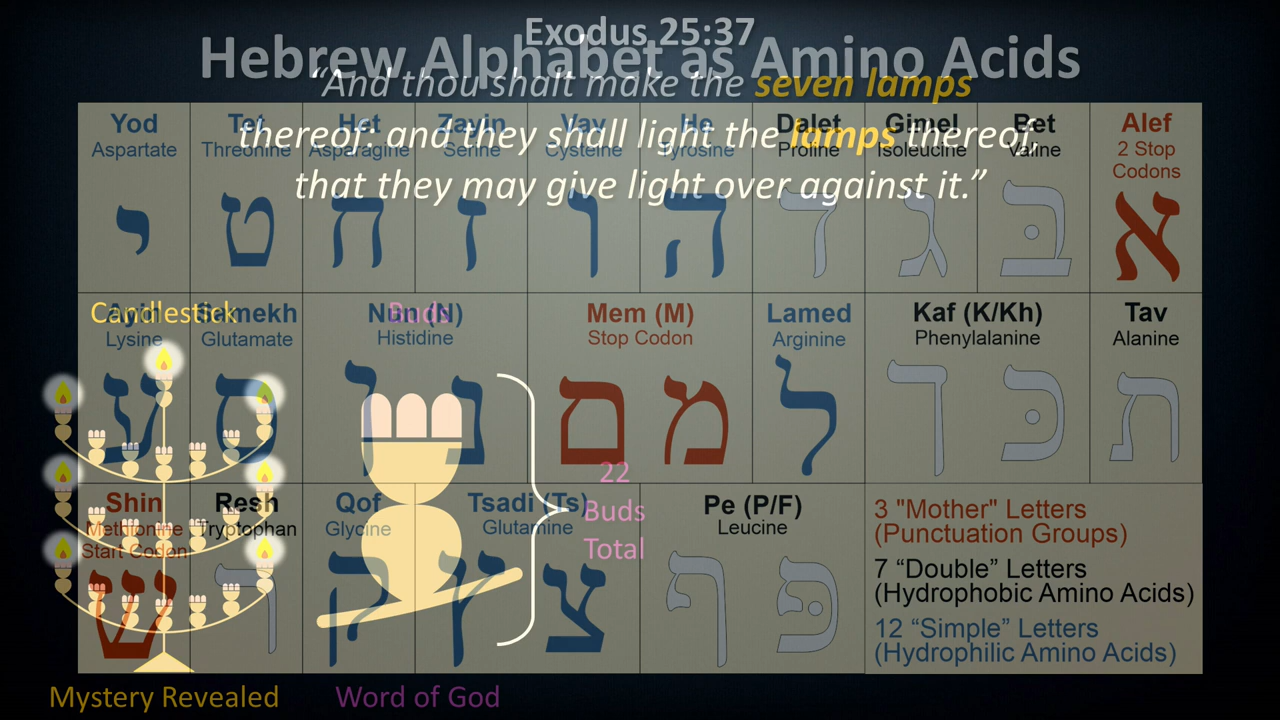 Exodus 25:37
Hebrew Alphabet as Amino Acids
“And thou shalt make the seven lamps
thereof: and they shall light the lamps thereof,
that they may give light over against it.”
Yod Tet Het Zayin Vav He Dalet Gimel Bet Alef
Aspartate Threonine Asparagine Serine Cysteine Tyrosine Proline Isoleucine Valine 2 Stop
Codons
י ט ח ז ו ה ד ג בּ א
Candlestick Buds
Ayin Samekh Nun (N) Mem (M) Lamed Kaf (K/Kh) Tav
Lysine Glutamate Histidine Stop Codon Arginine Phenylalanine Alanine
ע ס ן נ ם מ ל ך כּ ת
22
Buds
Total
Shin Resh Qof Tsadi (Ts) Pe (P/F)
Methionine Tryptophan Glycine Glutamine Leucine
Start Codon
ש ר ק ץ צ ף פּ
3 "Mother" Letters
(Punctuation Groups)
7 “Double” Letters
(Hydrophobic Amino Acids)
12 “Simple” Letters
(Hydrophilic Amino Acids)
Mystery Revealed Word of God